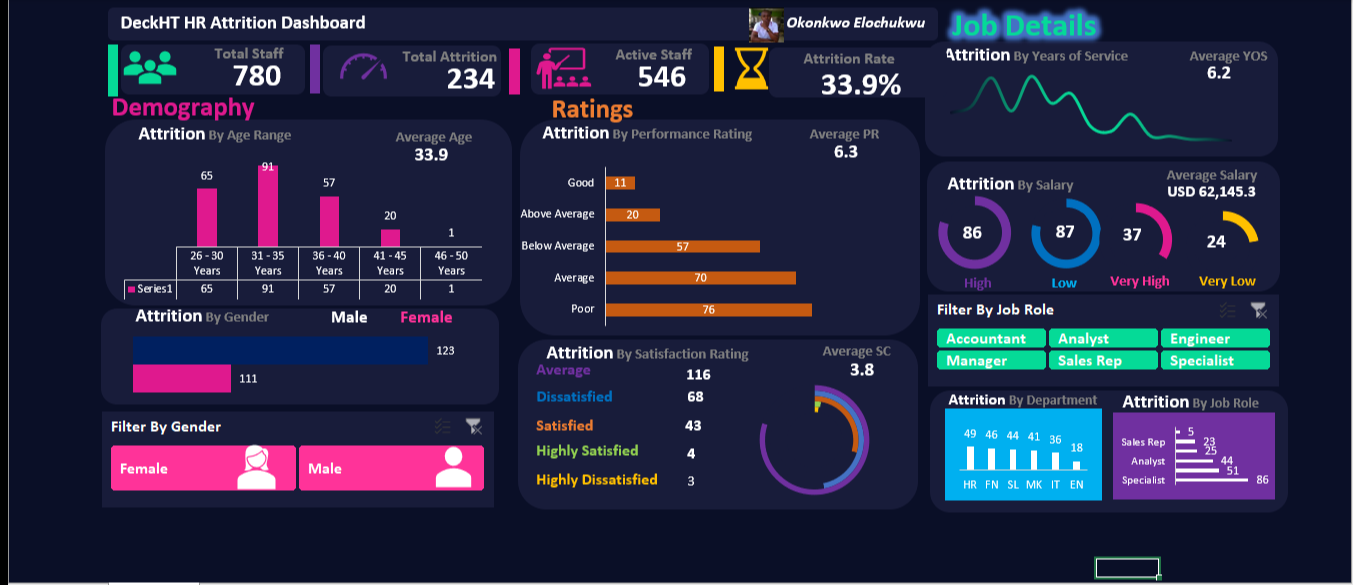 DeckHT HR Attrition Dashboard
Okonkwo Elochukwu
Job Details
Total Staff
780
Total Attrition
234
Active Staff
546
Attrition Rate
33.9%
Demography
Attrition By Age Range
Average Age
33.9
65
91
57
20
1
26 - 30 Years
31 - 35 Years
36 - 40 Years
41 - 45 Years
46 - 50 Years
Series1 65 91 57 20 1
Attrition By Gender Male Female
123
111
Filter By Gender
Female
Male
Ratings
Attrition By Performance Rating
Average PR
6.3
Good 11
Above Average 20
Below Average 57
Average 70
Poor 76
Attrition By Satisfaction Rating
Average SC
3.8
Average 116
Dissatisfied 68
Satisfied 43
Highly Satisfied 4
Highly Dissatisfied 3
Attrition By Years of Service
Average YOS
6.2
Attrition By Salary
Average Salary
USD 62,145.3
86
87
37
24
High
Low
Very High
Very Low
Filter By Job Role
Accountant Analyst Engineer
Manager Sales Rep Specialist
Attrition By Department
49 46 44 41 36 18
HR FN SL MK IT EN
Attrition By Job Role
5
Sales Rep 23
25
Analyst 44
51
Specialist 86